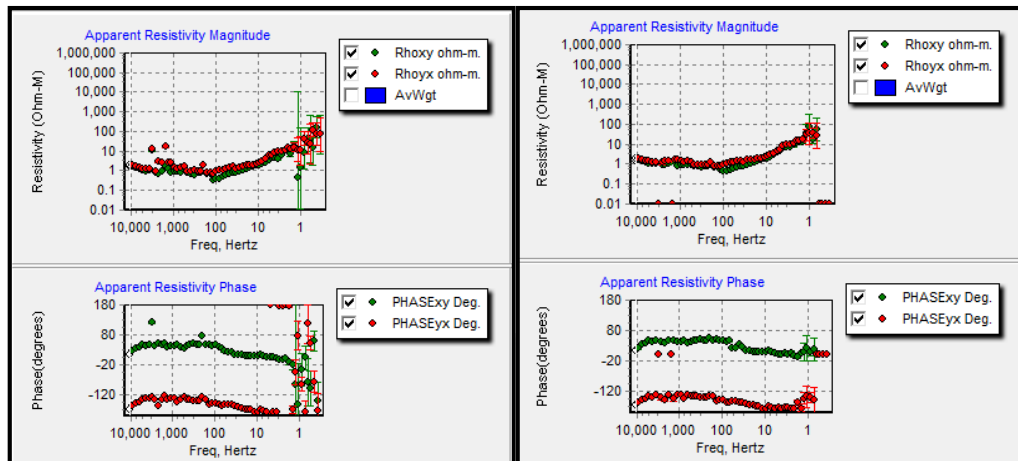 Apparent Resistivity Magnitude
1,000,000
100,000
10,000
1,000
100
10
1
0.1
0.01
Resistivity (Ohm-M)
10,000 1,000 100 10 1
Freq, Hertz
Rhoxy ohm-m.
Rhoyx ohm-m.
AvWgt
Apparent Resistivity Phase
180
80
-20
-120
Phase(degrees)
10,000 1,000 100 10 1
Freq, Hertz
PHASExy Deg.
PHASEyx Deg.
Apparent Resistivity Magnitude
1,000,000
100,000
10,000
1,000
100
10
1
0.1
0.01
Resistivity (Ohm-M)
10,000 1,000 100 10 1
Freq, Hertz
Rhoxy ohm-m.
Rhoyx ohm-m.
AvWgt
Apparent Resistivity Phase
180
80
-20
-120
Phase(degrees)
10,000 1,000 100 10 1
Freq, Hertz
PHASExy Deg.
PHASEyx Deg.